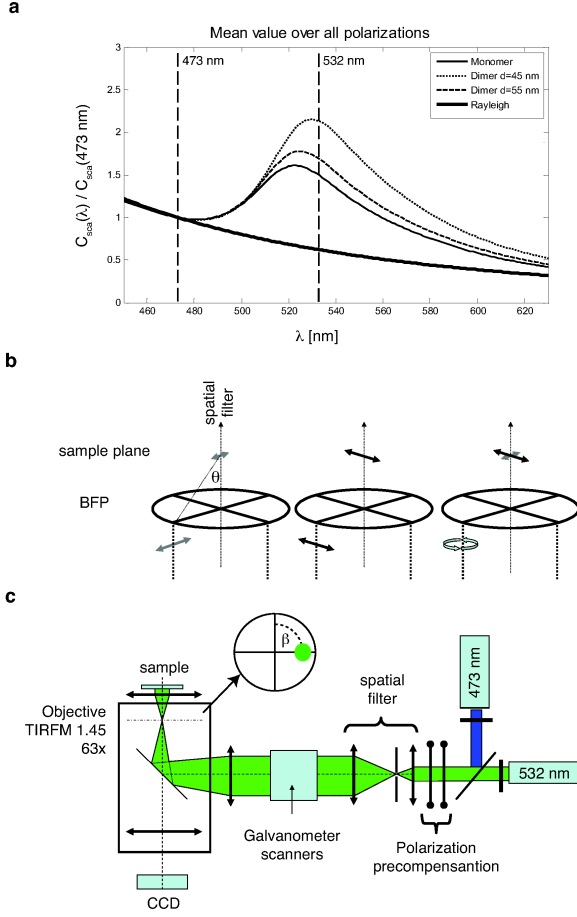 a
Mean value over all polarizations
3
2.5
2
1.5
1
0.5
0
473 nm
532 nm
Monomer
Dimer d=45 nm
Dimer d=55 nm
Rayleigh
C_sca(λ) / C_sca(473 nm)
460 480 500 520 540 560 580 600 620
λ [nm]
b
spatial
filter
sample plane
θ
BFP
c
β
sample
spatial
filter
473 nm
Objective
TIRFM 1.45
63x
532 nm
Galvanometer
scanners
Polarization
precompensantion
CCD